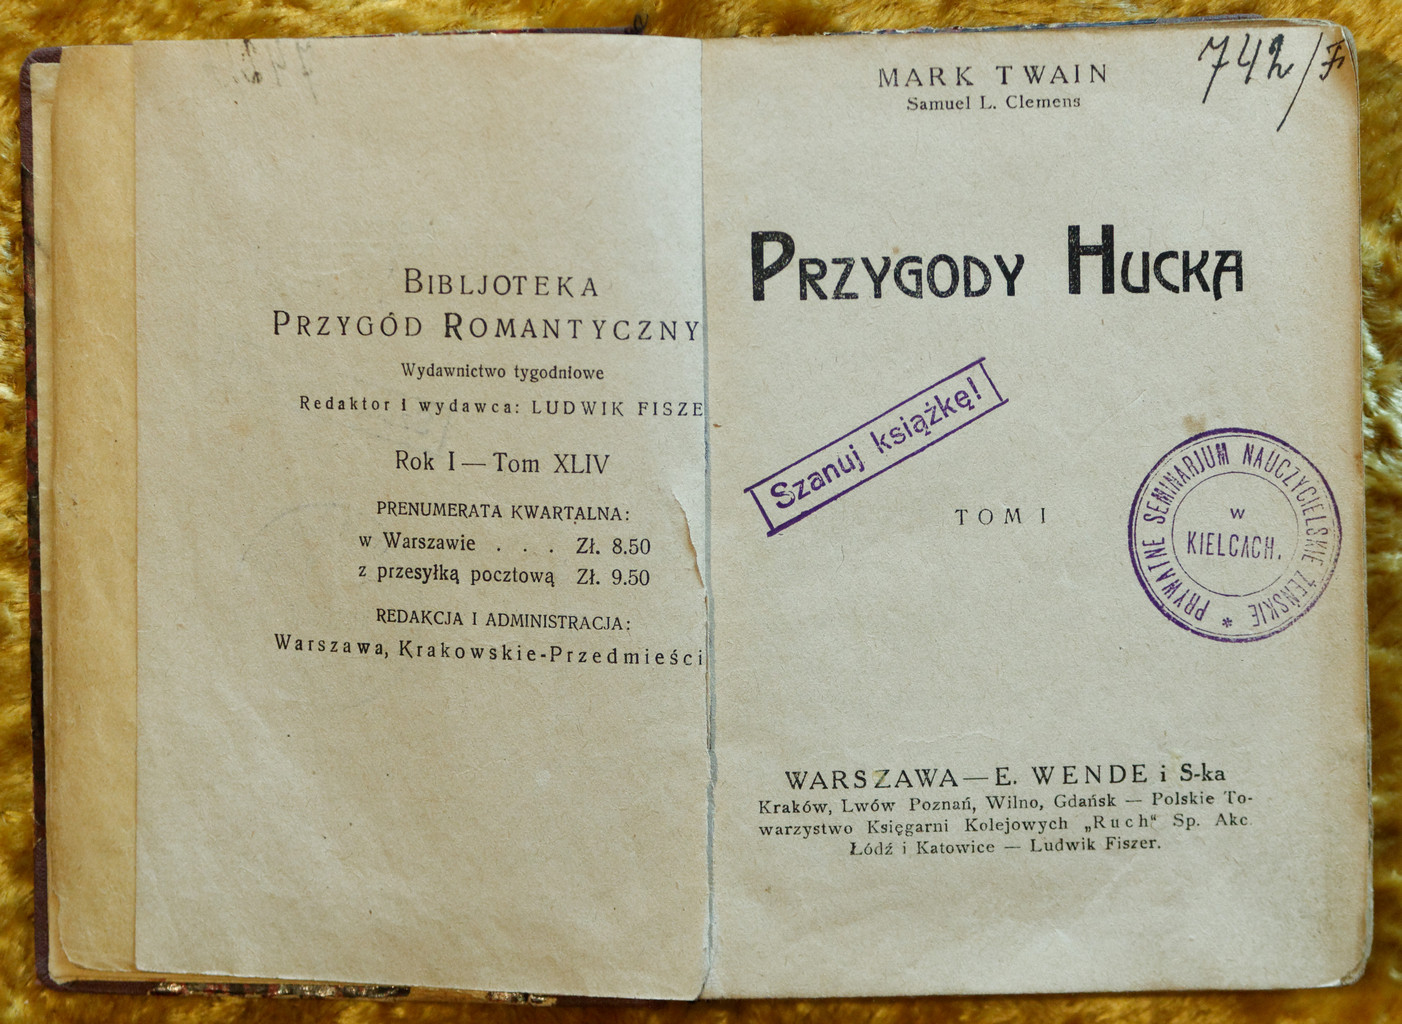 BIBLJOTEKA
PRZYGÓD ROMANTYCZNY
Wydawnictwo tygodniowe
Redaktor i wydawca: LUDWIK FISZE
Rok I — Tom XLIV
PRENUMERATA KWARTALNA:
w Warszawie . . . Zł. 8.50
z przesyłką pocztową Zł. 9.50
REDAKCJA I ADMINISTRACJA:
Warszawa, Krakowskie-Przedmieści
742/F
MARK TWAIN
Samuel L. Clemens
PRZYGODY HUCKA
Szanuj książkę!
TOM I
PRYWATNE SEMINARJUM NAUCZYCIELSKIE ŻEŃSKIE *
w
KIELCACH.
WARSZAWA — E. WENDE i S-ka
Kraków, Lwów Poznań, Wilno, Gdańsk — Polskie To-
warzystwo Księgarni Kolejowych „Ruch“ Sp. Akc
Łódź i Katowice — Ludwik Fiszer.